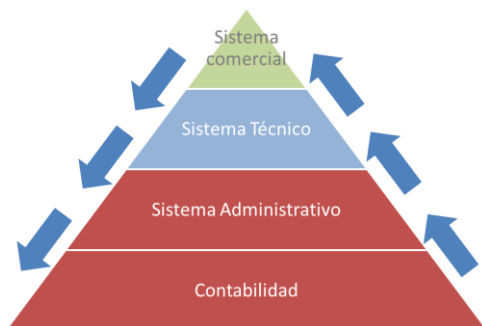 Sistema
comercial
Sistema Técnico
Sistema Administrativo
Contabilidad